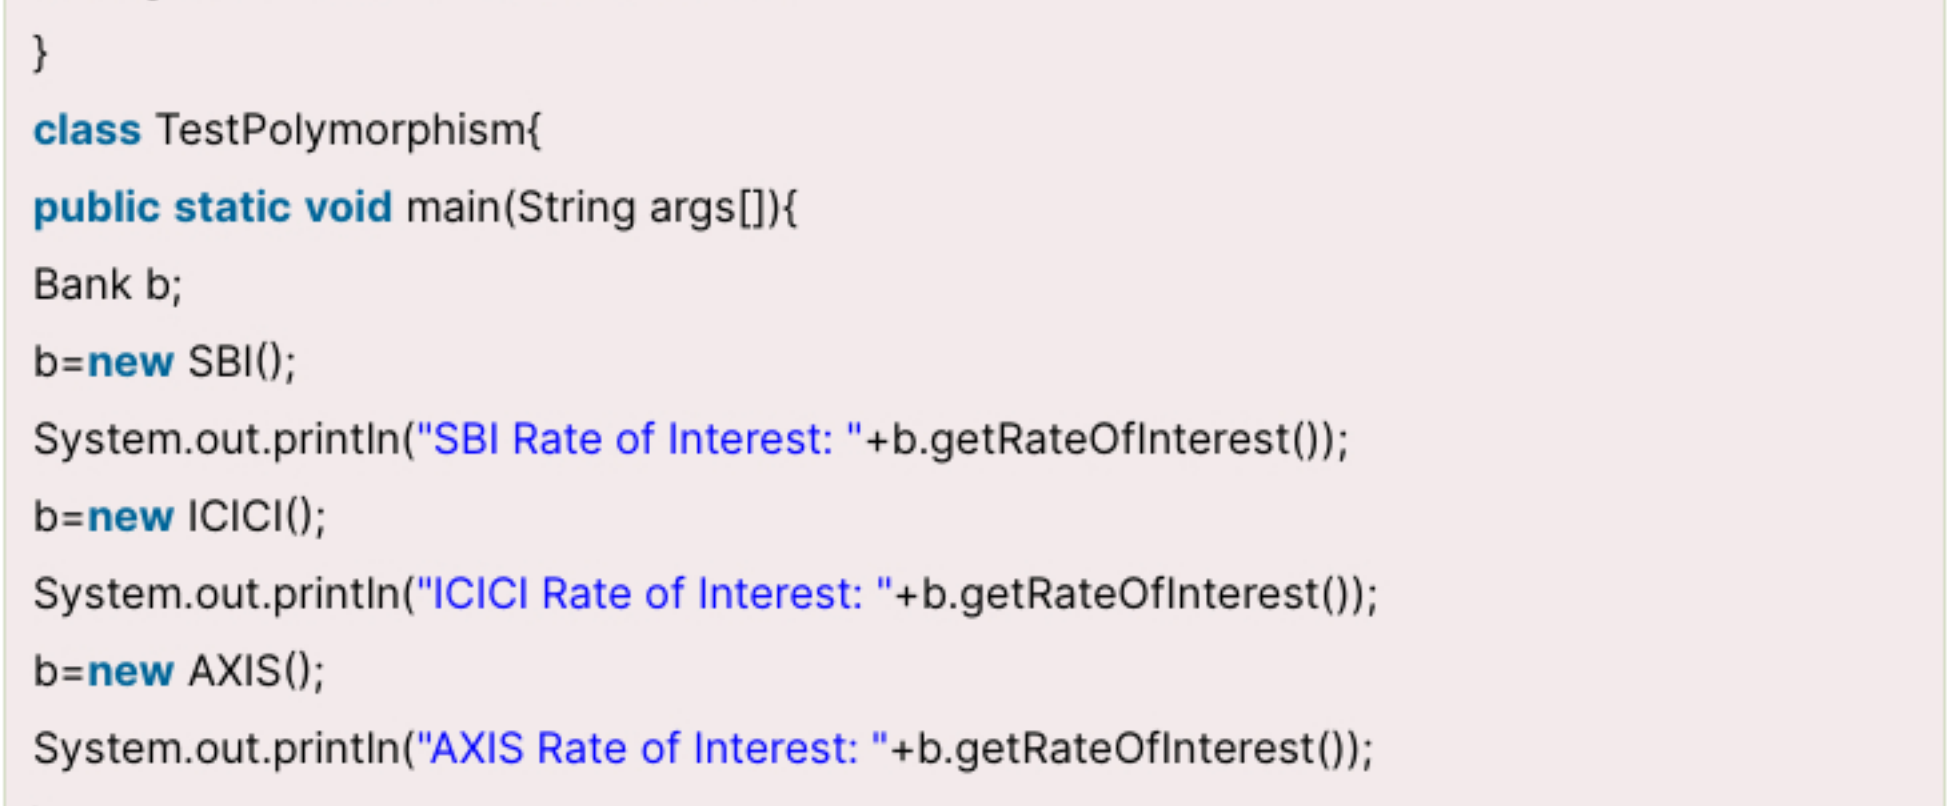 }
class TestPolymorphism{
public static void main(String args[]){
Bank b;
b=new SBI();
System.out.println("SBI Rate of Interest: "+b.getRateOfInterest());
b=new ICICI();
System.out.println("ICICI Rate of Interest: "+b.getRateOfInterest());
b=new AXIS();
System.out.println("AXIS Rate of Interest: "+b.getRateOfInterest());